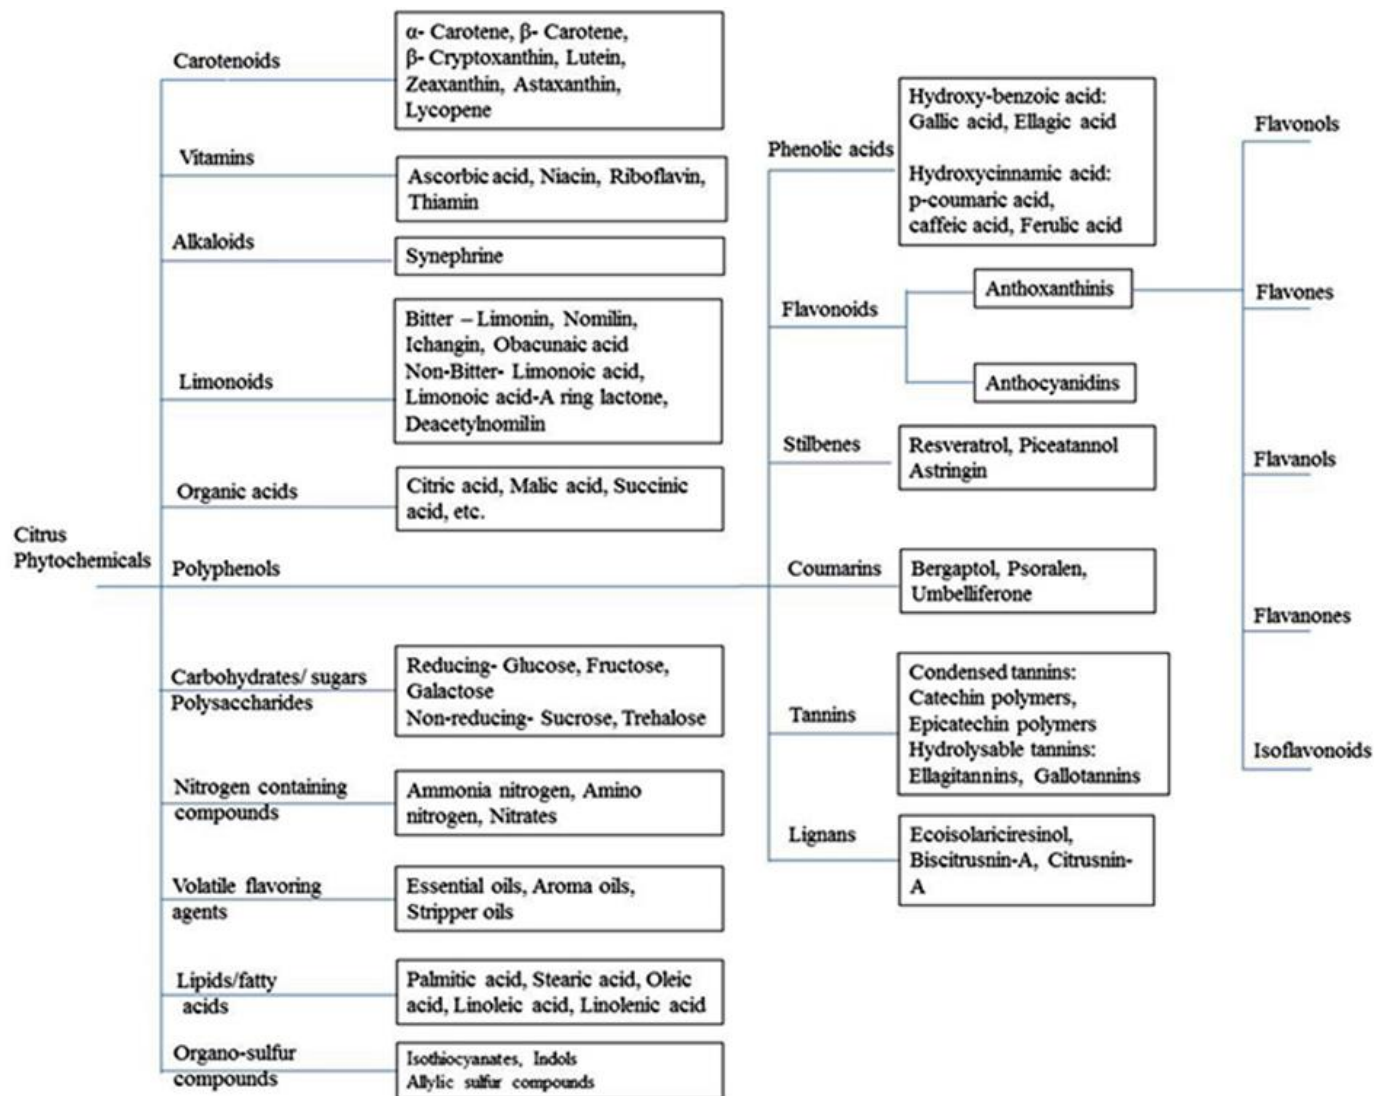 Citrus
Phytochemicals
Carotenoids
α- Carotene, β- Carotene,
β- Cryptoxanthin, Lutein,
Zeaxanthin, Astaxanthin,
Lycopene
Vitamins
Ascorbic acid, Niacin, Riboflavin,
Thiamin
Alkaloids
Synephrine
Limonoids
Bitter – Limonin, Nomilin,
Ichangin, Obacunaic acid
Non-Bitter- Limonoic acid,
Limonoic acid-A ring lactone,
Deacetylnomilin
Organic acids
Citric acid, Malic acid, Succinic
acid, etc.
Polyphenols
Carbohydrates/ sugars
Polysaccharides
Reducing- Glucose, Fructose,
Galactose
Non-reducing- Sucrose, Trehalose
Nitrogen containing
compounds
Ammonia nitrogen, Amino
nitrogen, Nitrates
Volatile flavoring
agents
Essential oils, Aroma oils,
Stripper oils
Lipids/fatty
acids
Palmitic acid, Stearic acid, Oleic
acid, Linoleic acid, Linolenic acid
Organo-sulfur
compounds
Isothiocyanates, Indols
Allylic sulfur compounds
Phenolic acids
Hydroxy-benzoic acid:
Gallic acid, Ellagic acid
Hydroxycinnamic acid:
p-coumaric acid,
caffeic acid, Ferulic acid
Flavonoids
Anthoxanthinis
Anthocyanidins
Stilbenes
Resveratrol, Piceatannol
Astringin
Coumarins
Bergaptol, Psoralen,
Umbelliferone
Tannins
Condensed tannins:
Catechin polymers,
Epicatechin polymers
Hydrolysable tannins:
Ellagitannins, Gallotannins
Lignans
Ecoisolariciresinol,
Biscitrusnin-A, Citrusnin-
A
Flavonols
Flavones
Flavanols
Flavanones
Isoflavonoids